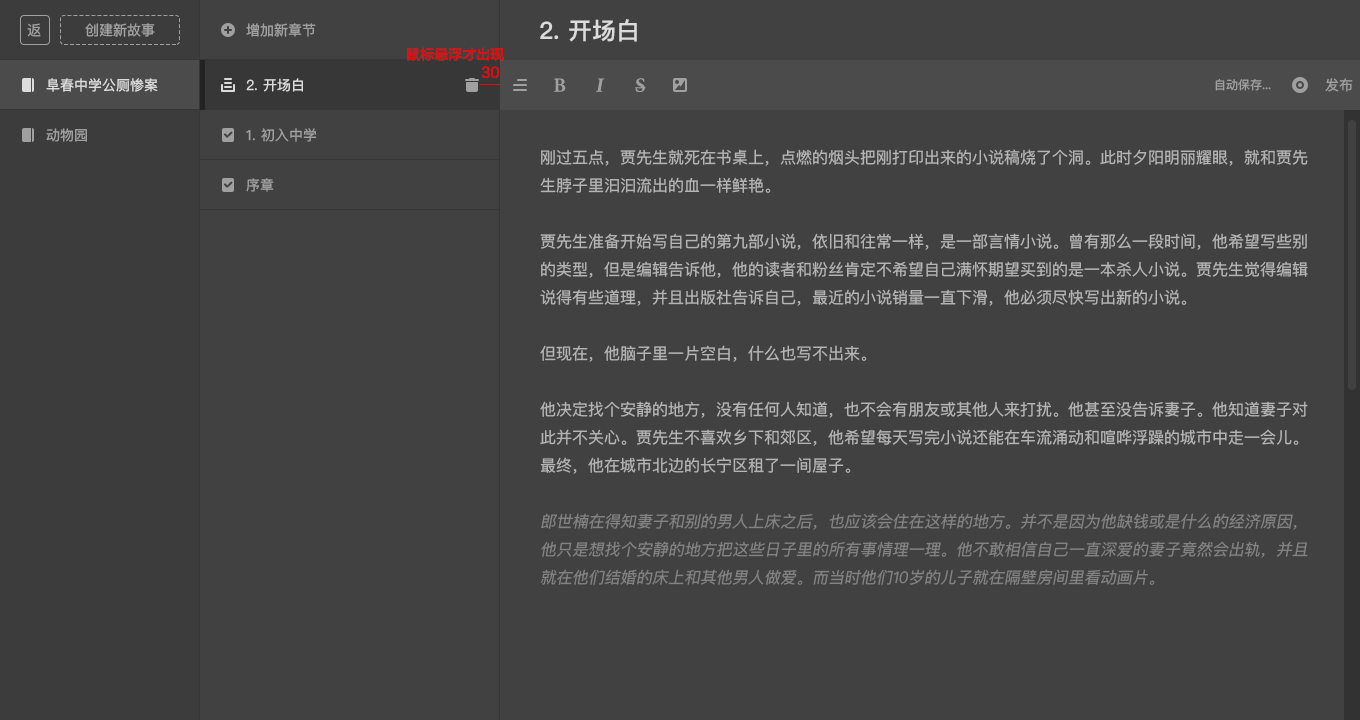 返
创建新故事
阜春中学公厕惨案
动物园
增加新章节
鼠标悬浮才出现
30
2. 开场白
1. 初入中学
序章
2. 开场白
B I S
自动保存...
发布
刚过五点，贾先生就死在书桌上，点燃的烟头把刚打印出来的小说稿烧了个洞。此时夕阳明丽耀眼，就和贾先
生脖子里汩汩流出的血一样鲜艳。
贾先生准备开始写自己的第九部小说，依旧和往常一样，是一部言情小说。曾有那么一段时间，他希望写些别
的类型，但是编辑告诉他，他的读者和粉丝肯定不希望自己满怀期望买到的是一本杀人小说。贾先生觉得编辑
说得有些道理，并且出版社告诉自己，最近的小说销量一直下滑，他必须尽快写出新的小说。
但现在，他脑子里一片空白，什么也写不出来。
他决定找个安静的地方，没有任何人知道，也不会有朋友或其他人来打扰。他甚至没告诉妻子。他知道妻子对
此并不关心。贾先生不喜欢乡下和郊区，他希望每天写完小说还能在车流涌动和喧哗浮躁的城市中走一会儿。
最终，他在城市北边的长宁区租了一间屋子。
郎世楠在得知妻子和别的男人上床之后，也应该会住在这样的地方。并不是因为他缺钱或是什么的经济原因，
他只是想找个安静的地方把这些日子里的所有事情理一理。他不敢相信自己一直深爱的妻子竟然会出轨，并且
就在他们结婚的床上和其他男人做爱。而当时他们10岁的儿子就在隔壁房间里看动画片。